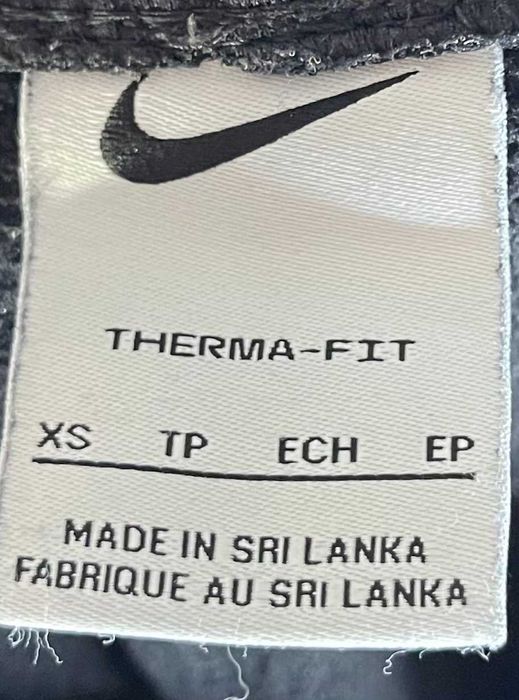 THERMA-FIT
XS TP ECH EP
MADE IN SRI LANKA
FABRIQUE AU SRI LANKA